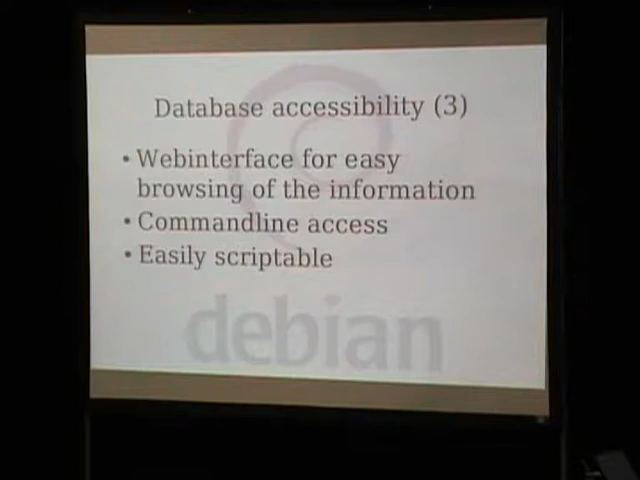 Database accessibility (3)
• Webinterface for easy
browsing of the information
• Commandline access
• Easily scriptable
debian